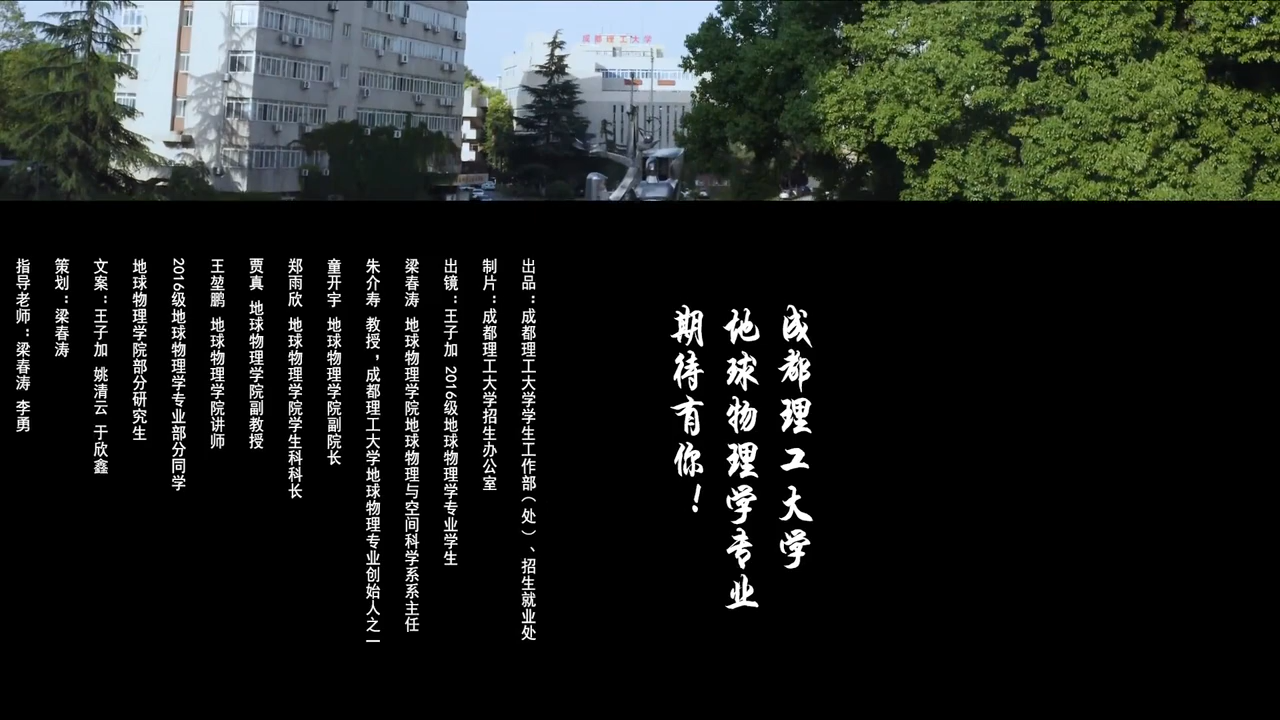 成都理工大学
成都理工大学
地球物理学专业
期待有你！
出品：成都理工大学学生工作部（处）、招生就业处
制片：成都理工大学招生办公室
出镜：王子加 2016级地球物理学专业学生
梁春涛 地球物理学院地球物理与空间科学系系主任
朱介寿 教授，成都理工大学地球物理专业创始人之一
童开宇 地球物理学院副院长
郑雨欣 地球物理学院学生科科长
贾真 地球物理学院副教授
王堃鹏 地球物理学院讲师
2016级地球物理学专业部分同学
地球物理学院部分研究生
文案：王子加 姚清云 于欣鑫
策划：梁春涛
指导老师：梁春涛 李勇